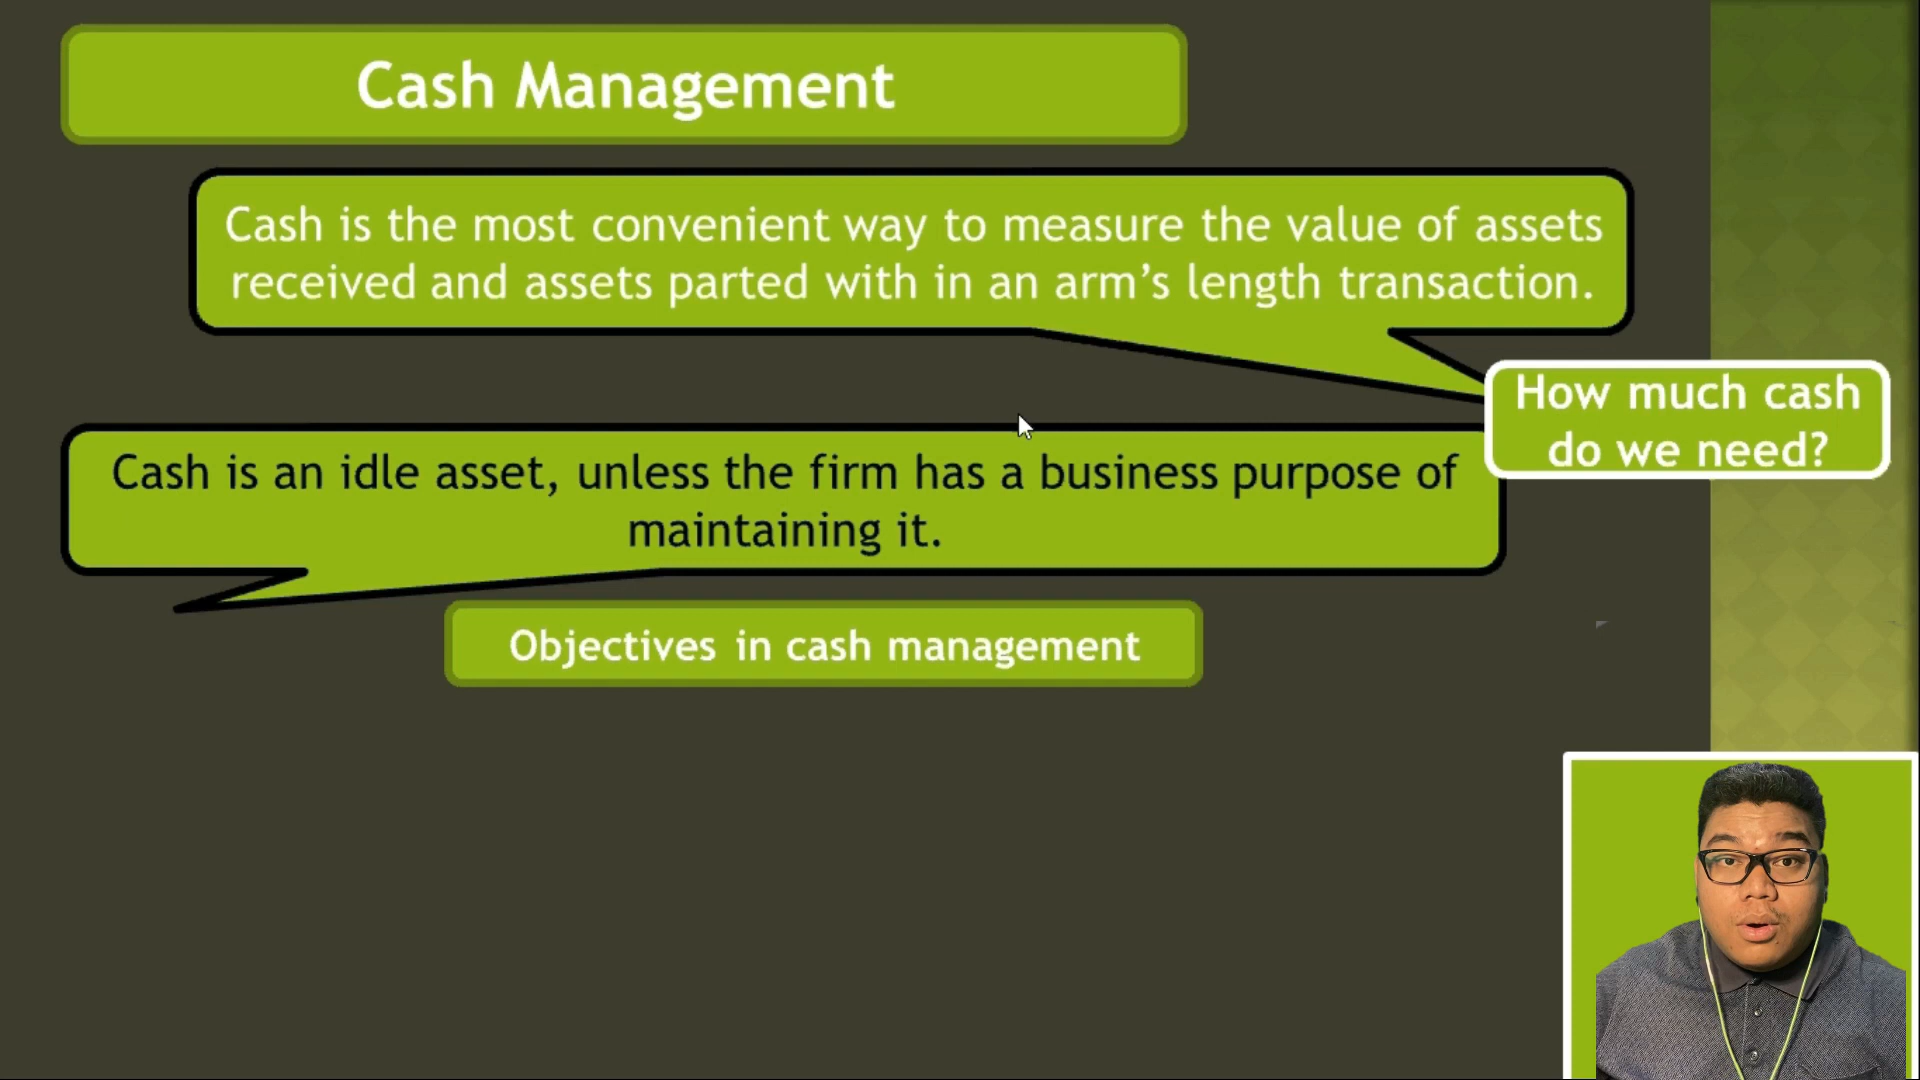 Cash Management
Cash is the most convenient way to measure the value of assets
received and assets parted with in an arm’s length transaction.
How much cash
do we need?
Cash is an idle asset, unless the firm has a business purpose of
maintaining it.
Objectives in cash management